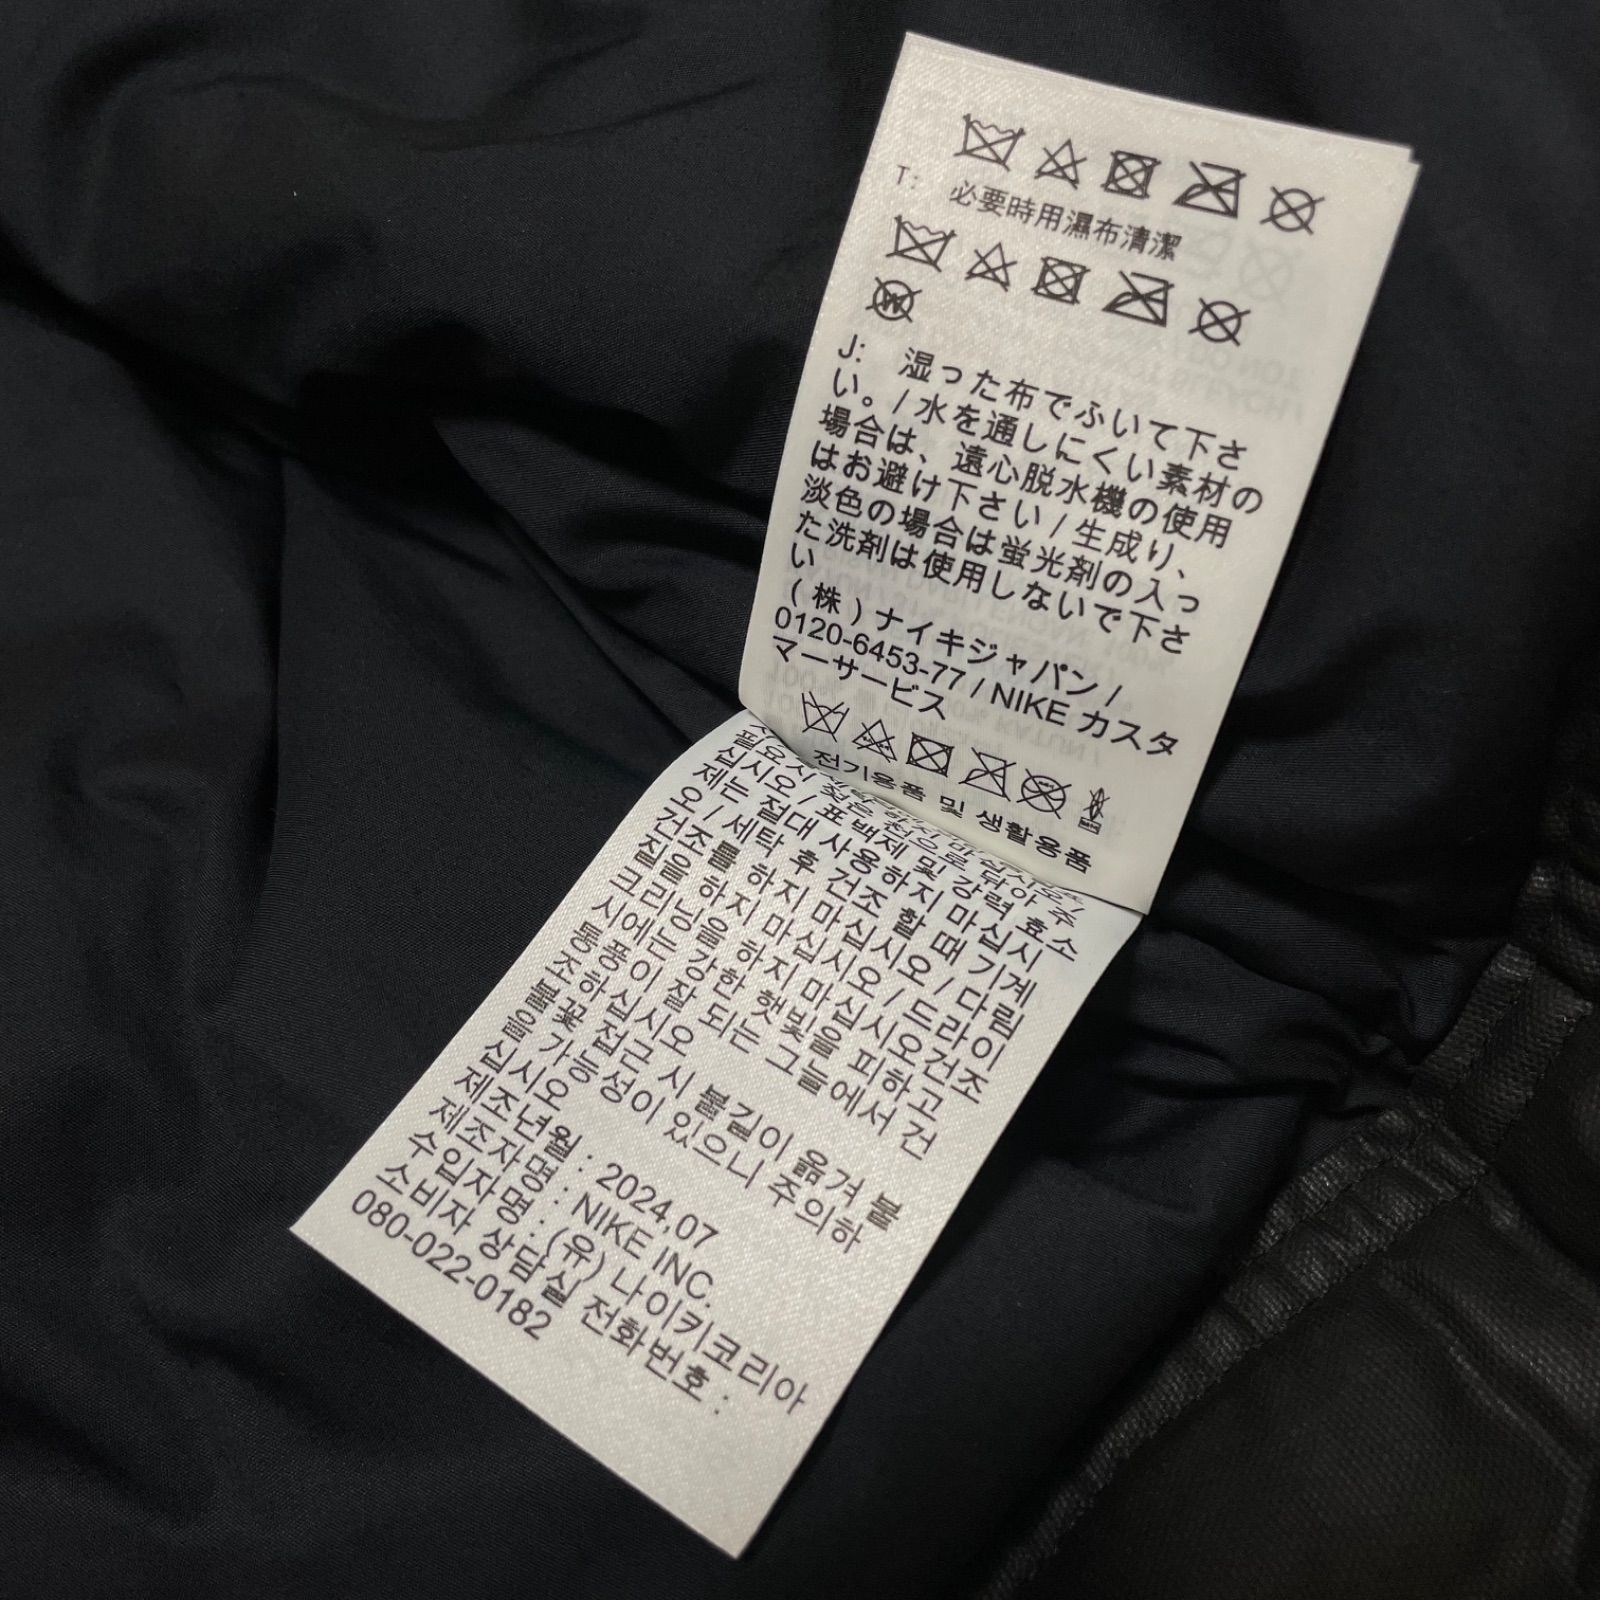 T: 必要時用濕布清潔
J: 湿った布でふいて下さ
い。/ 水を通しにくい素材の
場合は、遠心脱水機の使用
はお避け下さい / 生成り、
淡色の場合は蛍光剤の入っ
た洗剤は使用しないで下さ
い
(株) ナイキジャパン /
0120-6453-77 / NIKE カスタ
マーサービス
전기용품 및 생활용품
필요시 젖은 천으로 닦아 주
십시오 / 표백제 및 강력 효소
제는 절대 사용하지 마십시
오 / 세탁 후 건조 할 때 기계
건조를 하지 마십시오 / 다림
질을 하지 마십시오 / 드라이
크리닝을 하지 마십시오건조
시에는 강한 햇빛을 피하고
통풍이 잘 되는 그늘에서 건
조하십시오
불꽃 접근 시 불길이 옮겨 붙
을 가능성이 있으니 주의하
십시오
제조년월 : 2024,07
제조자명 : NIKE INC.
수입자명 : (유) 나이키코리아
소비자 상담실 전화번호 :
080-022-0182